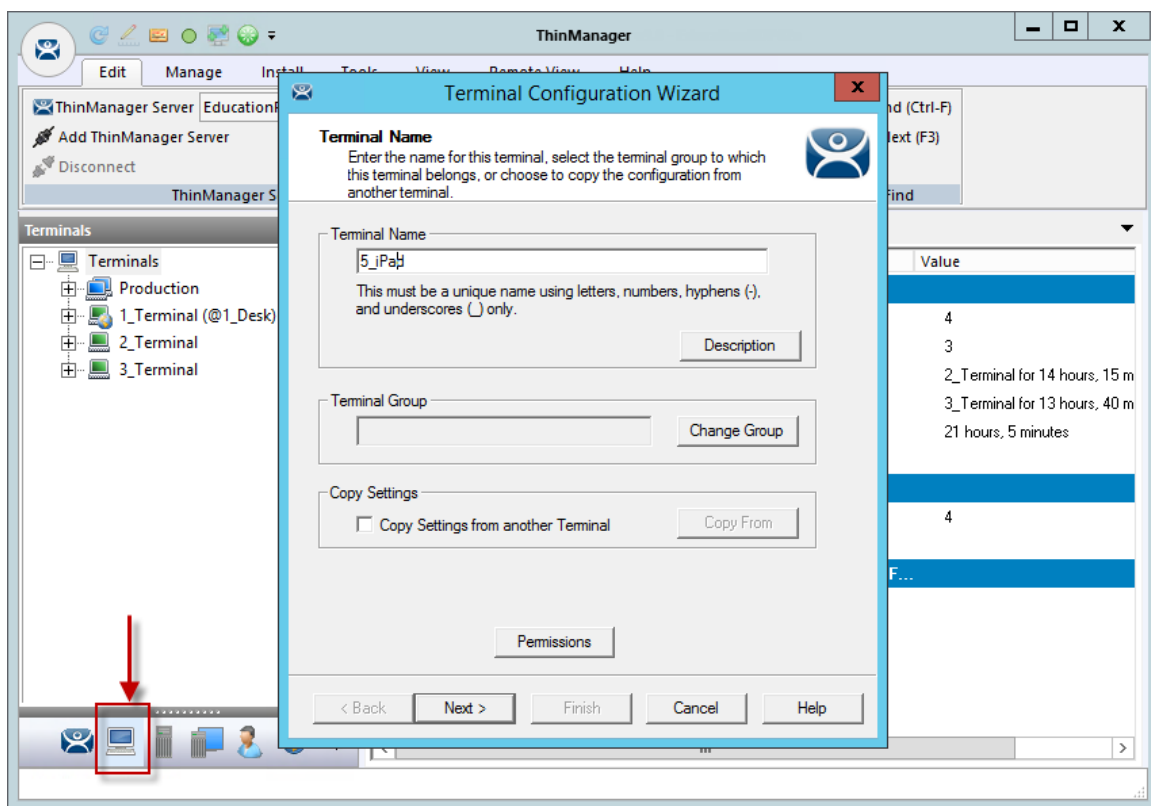 ThinManager
Edit Manage Install Tools View Remote View Help
ThinManager Server
Add ThinManager Server
Disconnect
ThinManager S
nd (Ctrl-F)
ext (F3)
Find
Terminals
Terminals
Production
1_Terminal (@1_Desk)
2_Terminal
3_Terminal
Terminal Configuration Wizard
X
Terminal Name
Enter the name for this terminal, select the terminal group to which
this terminal belongs, or choose to copy the configuration from
another terminal.
Terminal Name
5_iPad
This must be a unique name using letters, numbers, hyphens (-),
and underscores (_) only.
Description
Terminal Group
Change Group
Copy Settings
Copy Settings from another Terminal
Copy From
Permissions
< Back Next > Finish Cancel Help
Value
4
3
2_Terminal for 14 hours, 15 m
3_Terminal for 13 hours, 40 m
21 hours, 5 minutes
4
F...